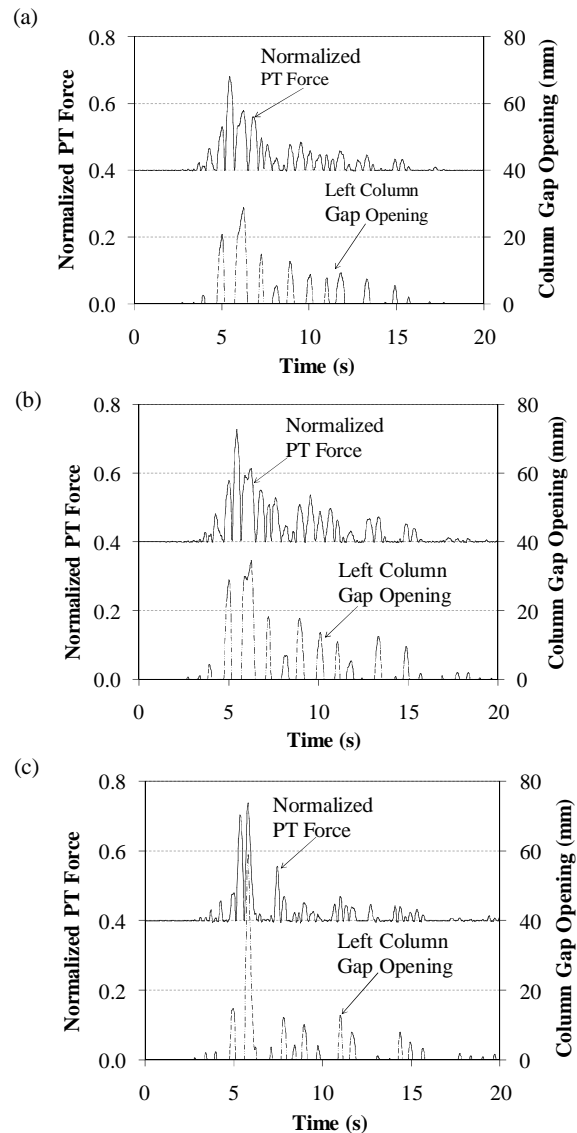 (a)
Normalized PT Force
0.8
0.6
0.4
0.2
0.0
Normalized
PT Force
Left Column
Gap Opening
80
60
40
20
0
Column Gap Opening (mm)
0 5 10 15 20
Time (s)
(b)
Normalized PT Force
0.8
0.6
0.4
0.2
0.0
Normalized
PT Force
Left Column
Gap Opening
80
60
40
20
0
Column Gap Opening (mm)
0 5 10 15 20
Time (s)
(c)
Normalized PT Force
0.8
0.6
0.4
0.2
0.0
Normalized
PT Force
Left Column
Gap Opening
80
60
40
20
0
Column Gap Opening (mm)
0 5 10 15 20
Time (s)